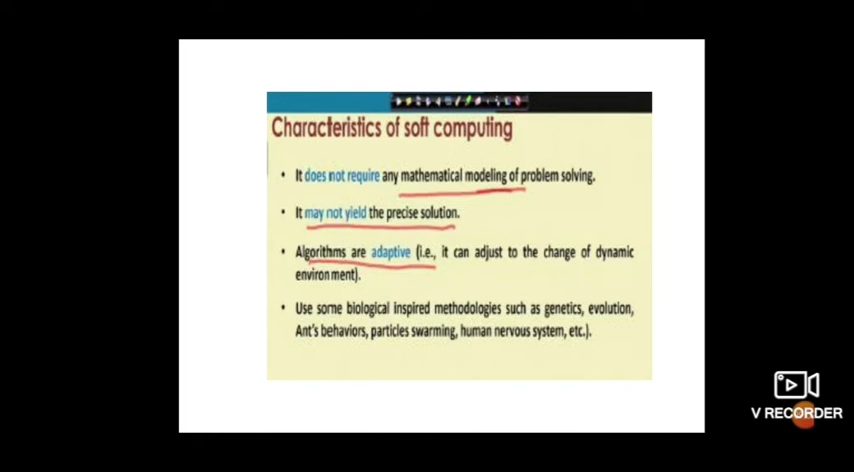 Characteristics of soft computing
• It does not require any mathematical modeling of problem solving.
• It may not yield the precise solution.
• Algorithms are adaptive (i.e., it can adjust to the change of dynamic
environment).
• Use some biological inspired methodologies such as genetics, evolution,
Ant's behaviors, particles swarming, human nervous system, etc.).
V RECORDER